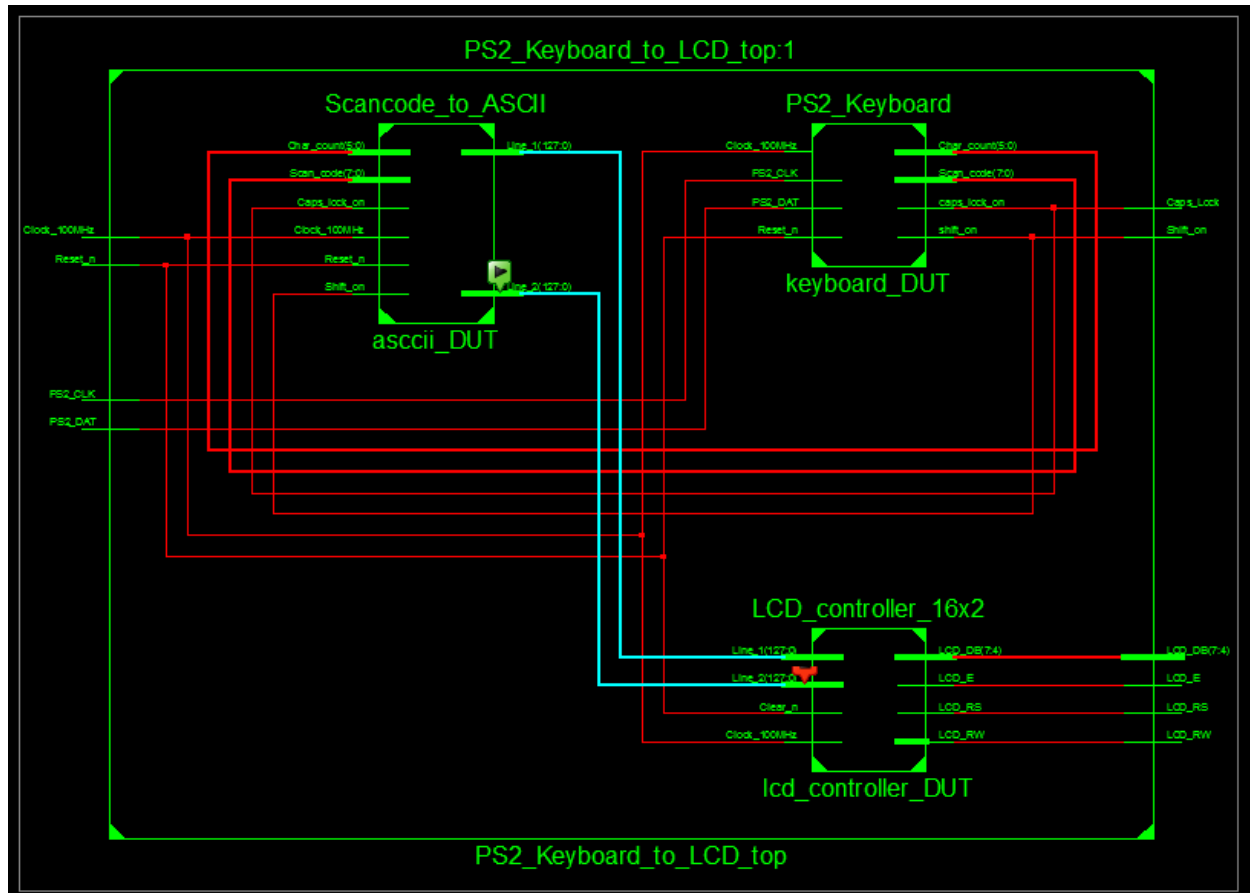 PS2_Keyboard_to_LCD_top:1
Scancode_to_ASCII
PS2_Keyboard
Char_count(5:0)
Line_1(127:0)
Clock_100MHz
Char_count(5:0)
Scan_code(7:0)
PS2_CLK
Scan_code(7:0)
Caps_lock_on
PS2_DAT
caps_lock_on
Caps_Lock
Clock_100MHz
Clock_100MHz
Reset_n
shift_on
Shift_on
Reset_n
Reset_n
Shift_on
Line_2(127:0)
keyboard_DUT
asccii_DUT
PS2_CLK
PS2_DAT
LCD_controller_16x2
Line_1(127:0)
LCD_DB(7:4)
LCD_DB(7:4)
Line_2(127:0)
LCD_E
LCD_E
Clear_n
LCD_RS
LCD_RS
Clock_100MHz
LCD_RW
LCD_RW
lcd_controller_DUT
PS2_Keyboard_to_LCD_top